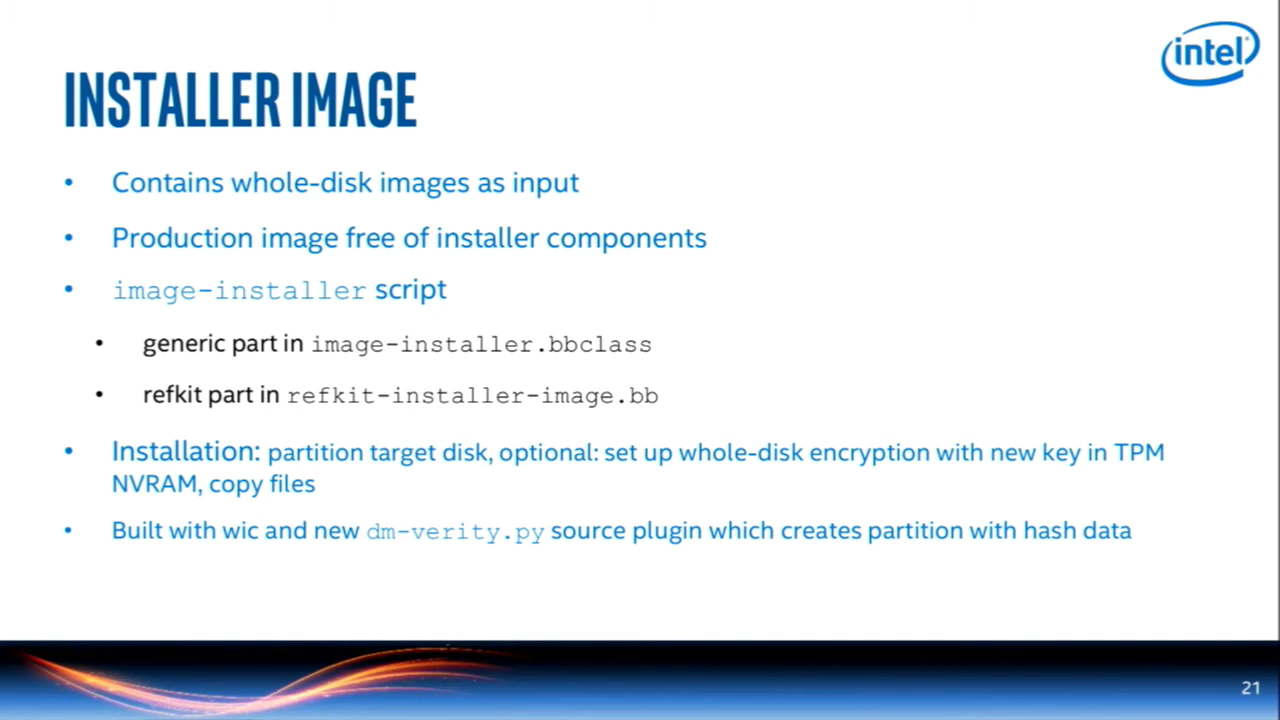 intel
INSTALLER IMAGE
• Contains whole-disk images as input
• Production image free of installer components
• image-installer script
• generic part in image-installer.bbclass
• refkit part in refkit-installer-image.bb
• Installation: partition target disk, optional: set up whole-disk encryption with new key in TPM
NVRAM, copy files
• Built with wic and new dm-verity.py source plugin which creates partition with hash data
21